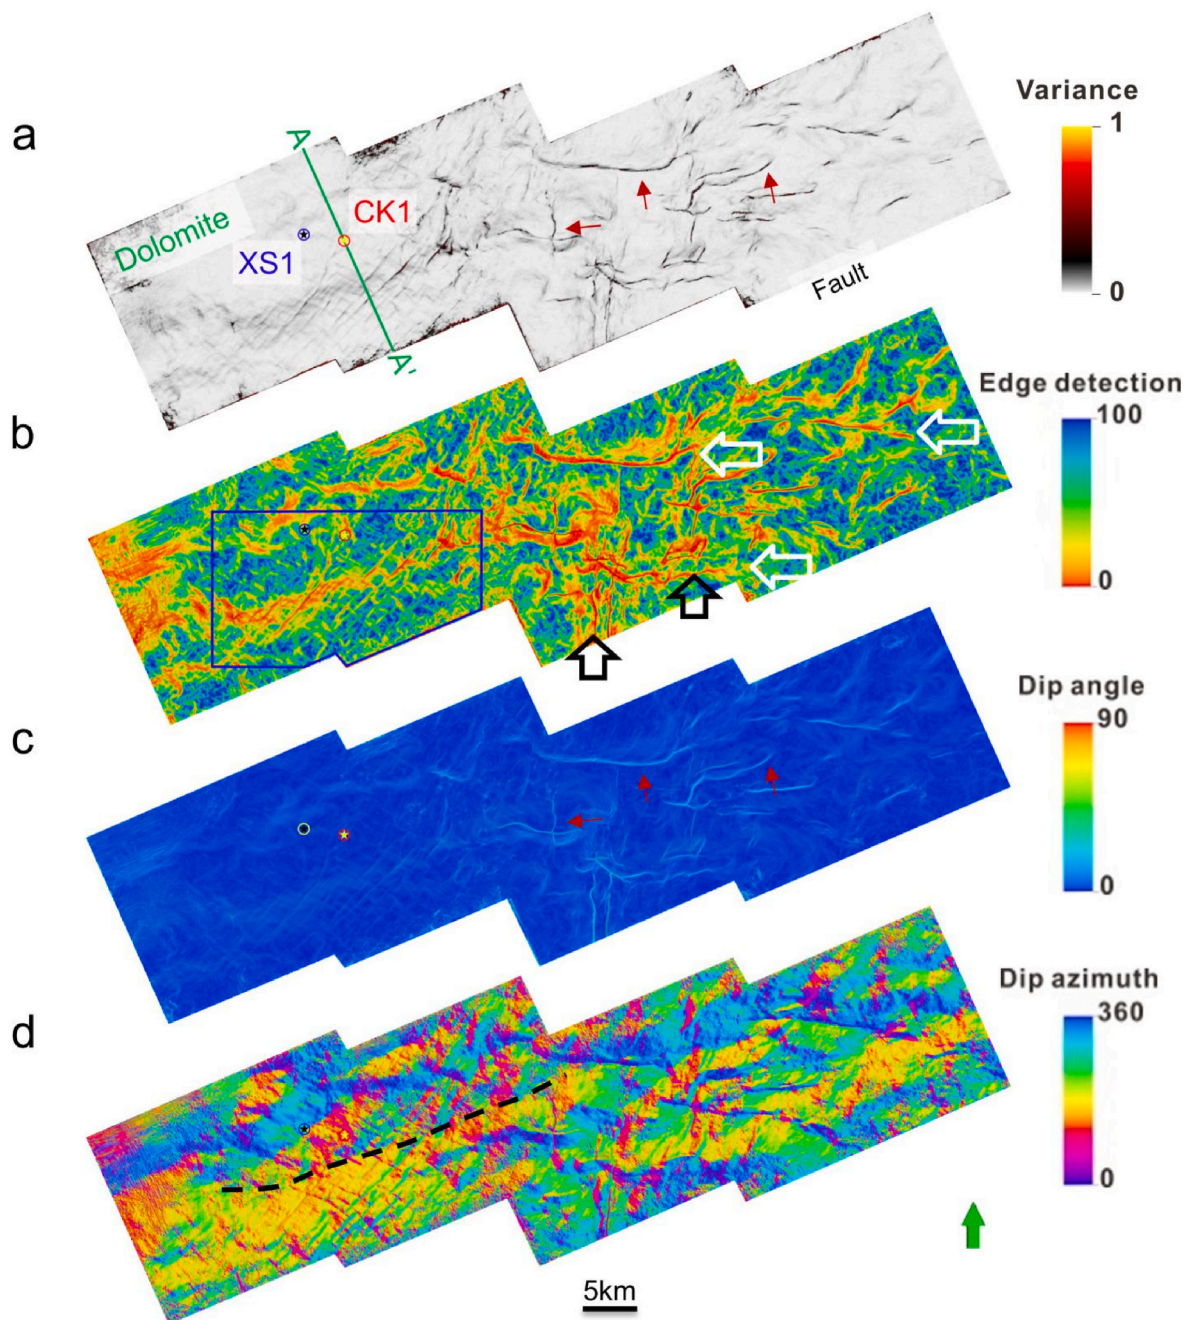 a
A
Dolomite
XS1
CK1
A'
Fault
Variance
1
0
b
Edge detection
100
0
c
Dip angle
90
0
d
Dip azimuth
360
0
5km